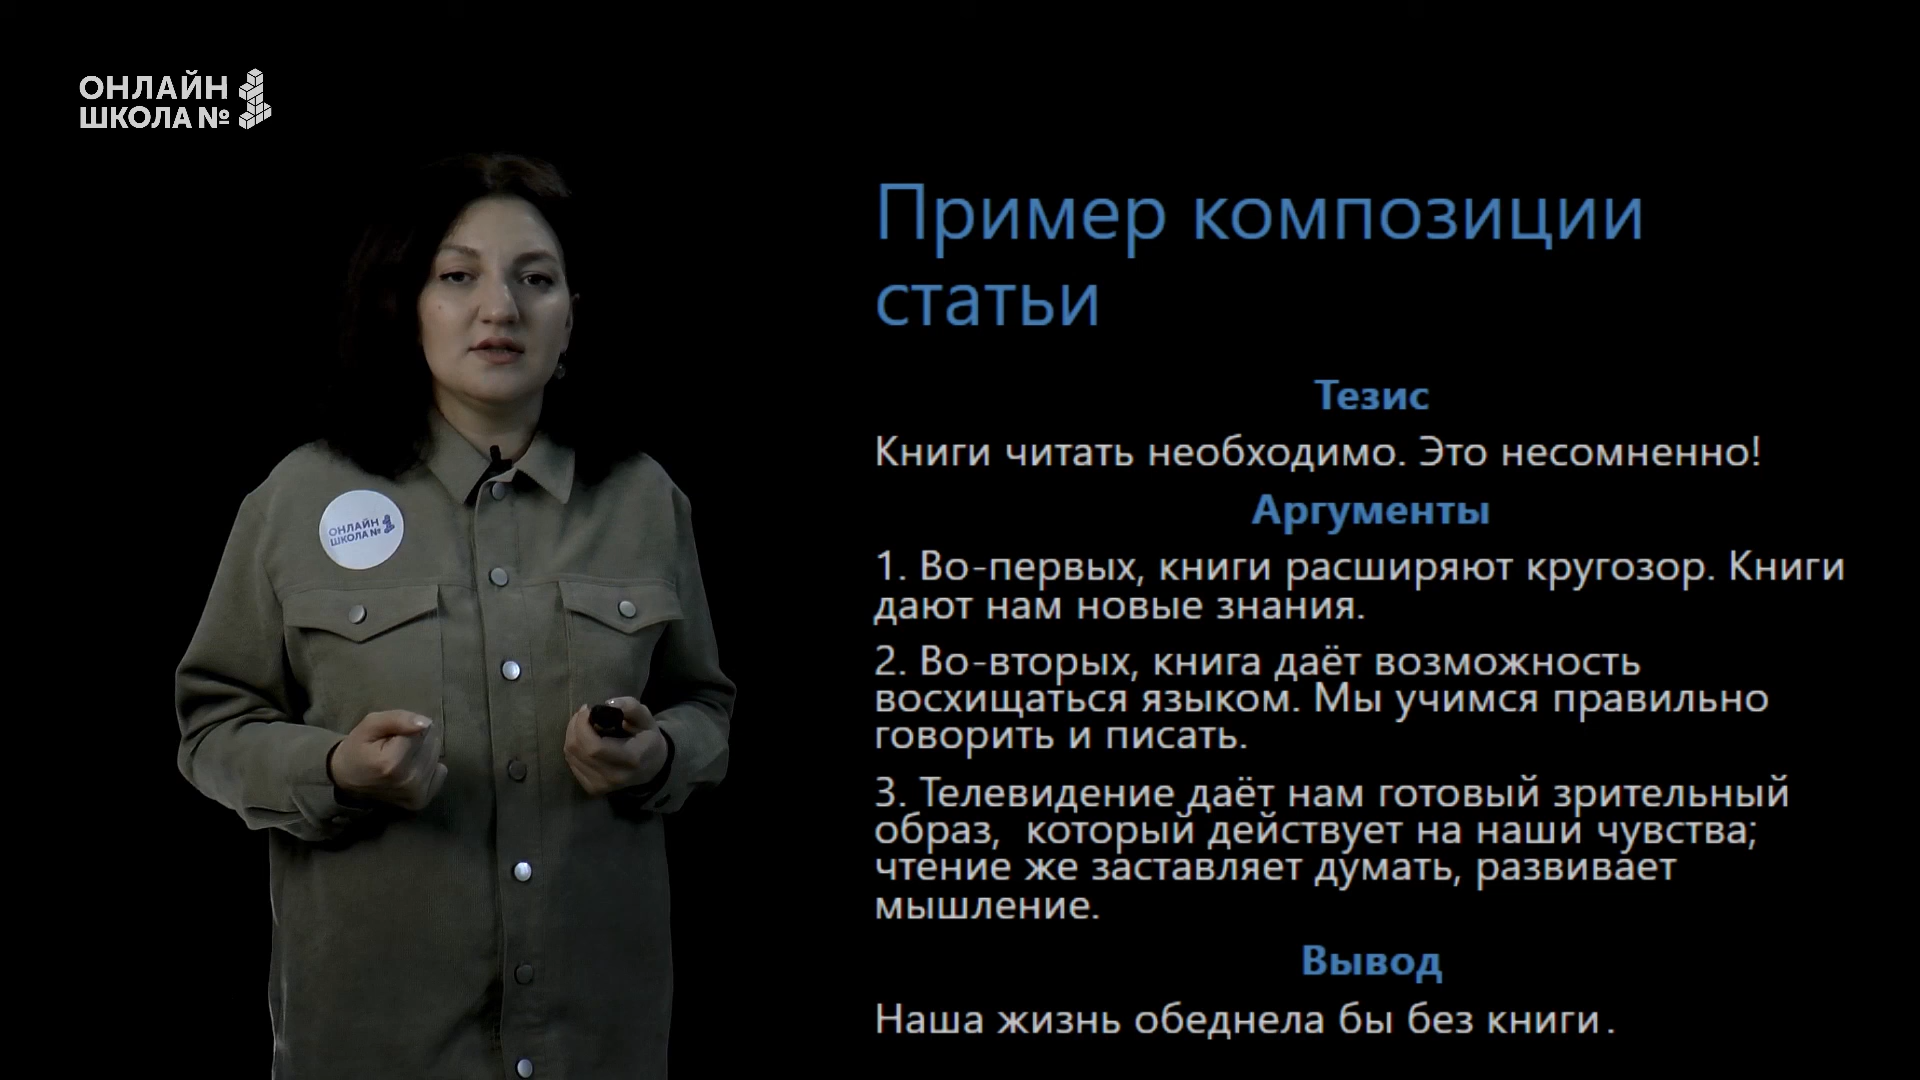 ОНЛАЙН
ШКОЛА №
Пример композиции
статьи
Тезис
Книги читать необходимо. Это несомненно!
Аргументы
1. Во-первых, книги расширяют кругозор. Книги
дают нам новые знания.
2. Во-вторых, книга даёт возможность
восхищаться языком. Мы учимся правильно
говорить и писать.
3. Телевидение даёт нам готовый зрительный
образ,  который действует на наши чувства;
чтение же заставляет думать, развивает
мышление.
Вывод
Наша жизнь обеднела бы без книги.
ОНЛАЙН
ШКОЛА №